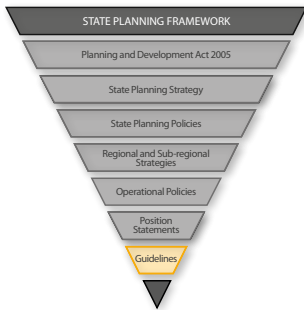 STATE PLANNING FRAMEWORK
Planning and Development Act 2005
State Planning Strategy
State Planning Policies
Regional and Sub-regional
Strategies
Operational Policies
Position
Statements
Guidelines